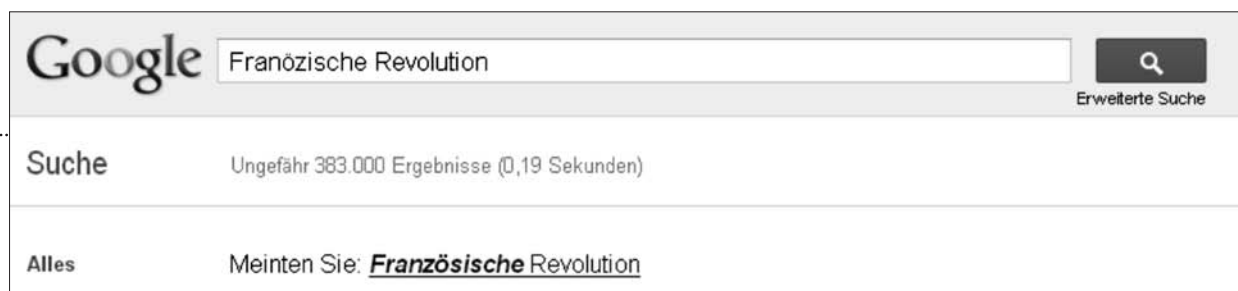 Google Franözische Revolution
Erweiterte Suche
Suche Ungefähr 383.000 Ergebnisse (0,19 Sekunden)
Alles Meinten Sie: Französische Revolution